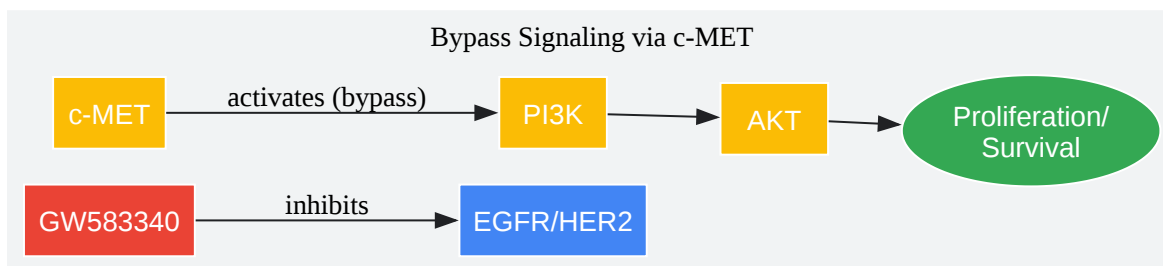 Bypass Signaling via c-MET
c-MET
activates (bypass)
PI3K
AKT
Proliferation/
Survival
GW583340
inhibits
EGFR/HER2